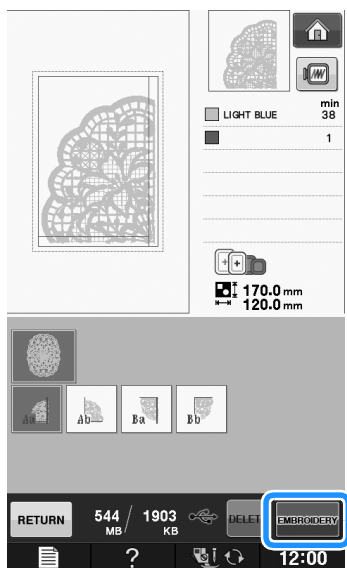 min
LIGHT BLUE 38
1
170.0 mm
120.0 mm
Aa Ab Ba Bb
RETURN 544 MB / 1903 KB DELET EMBROIDERY
? 12:00